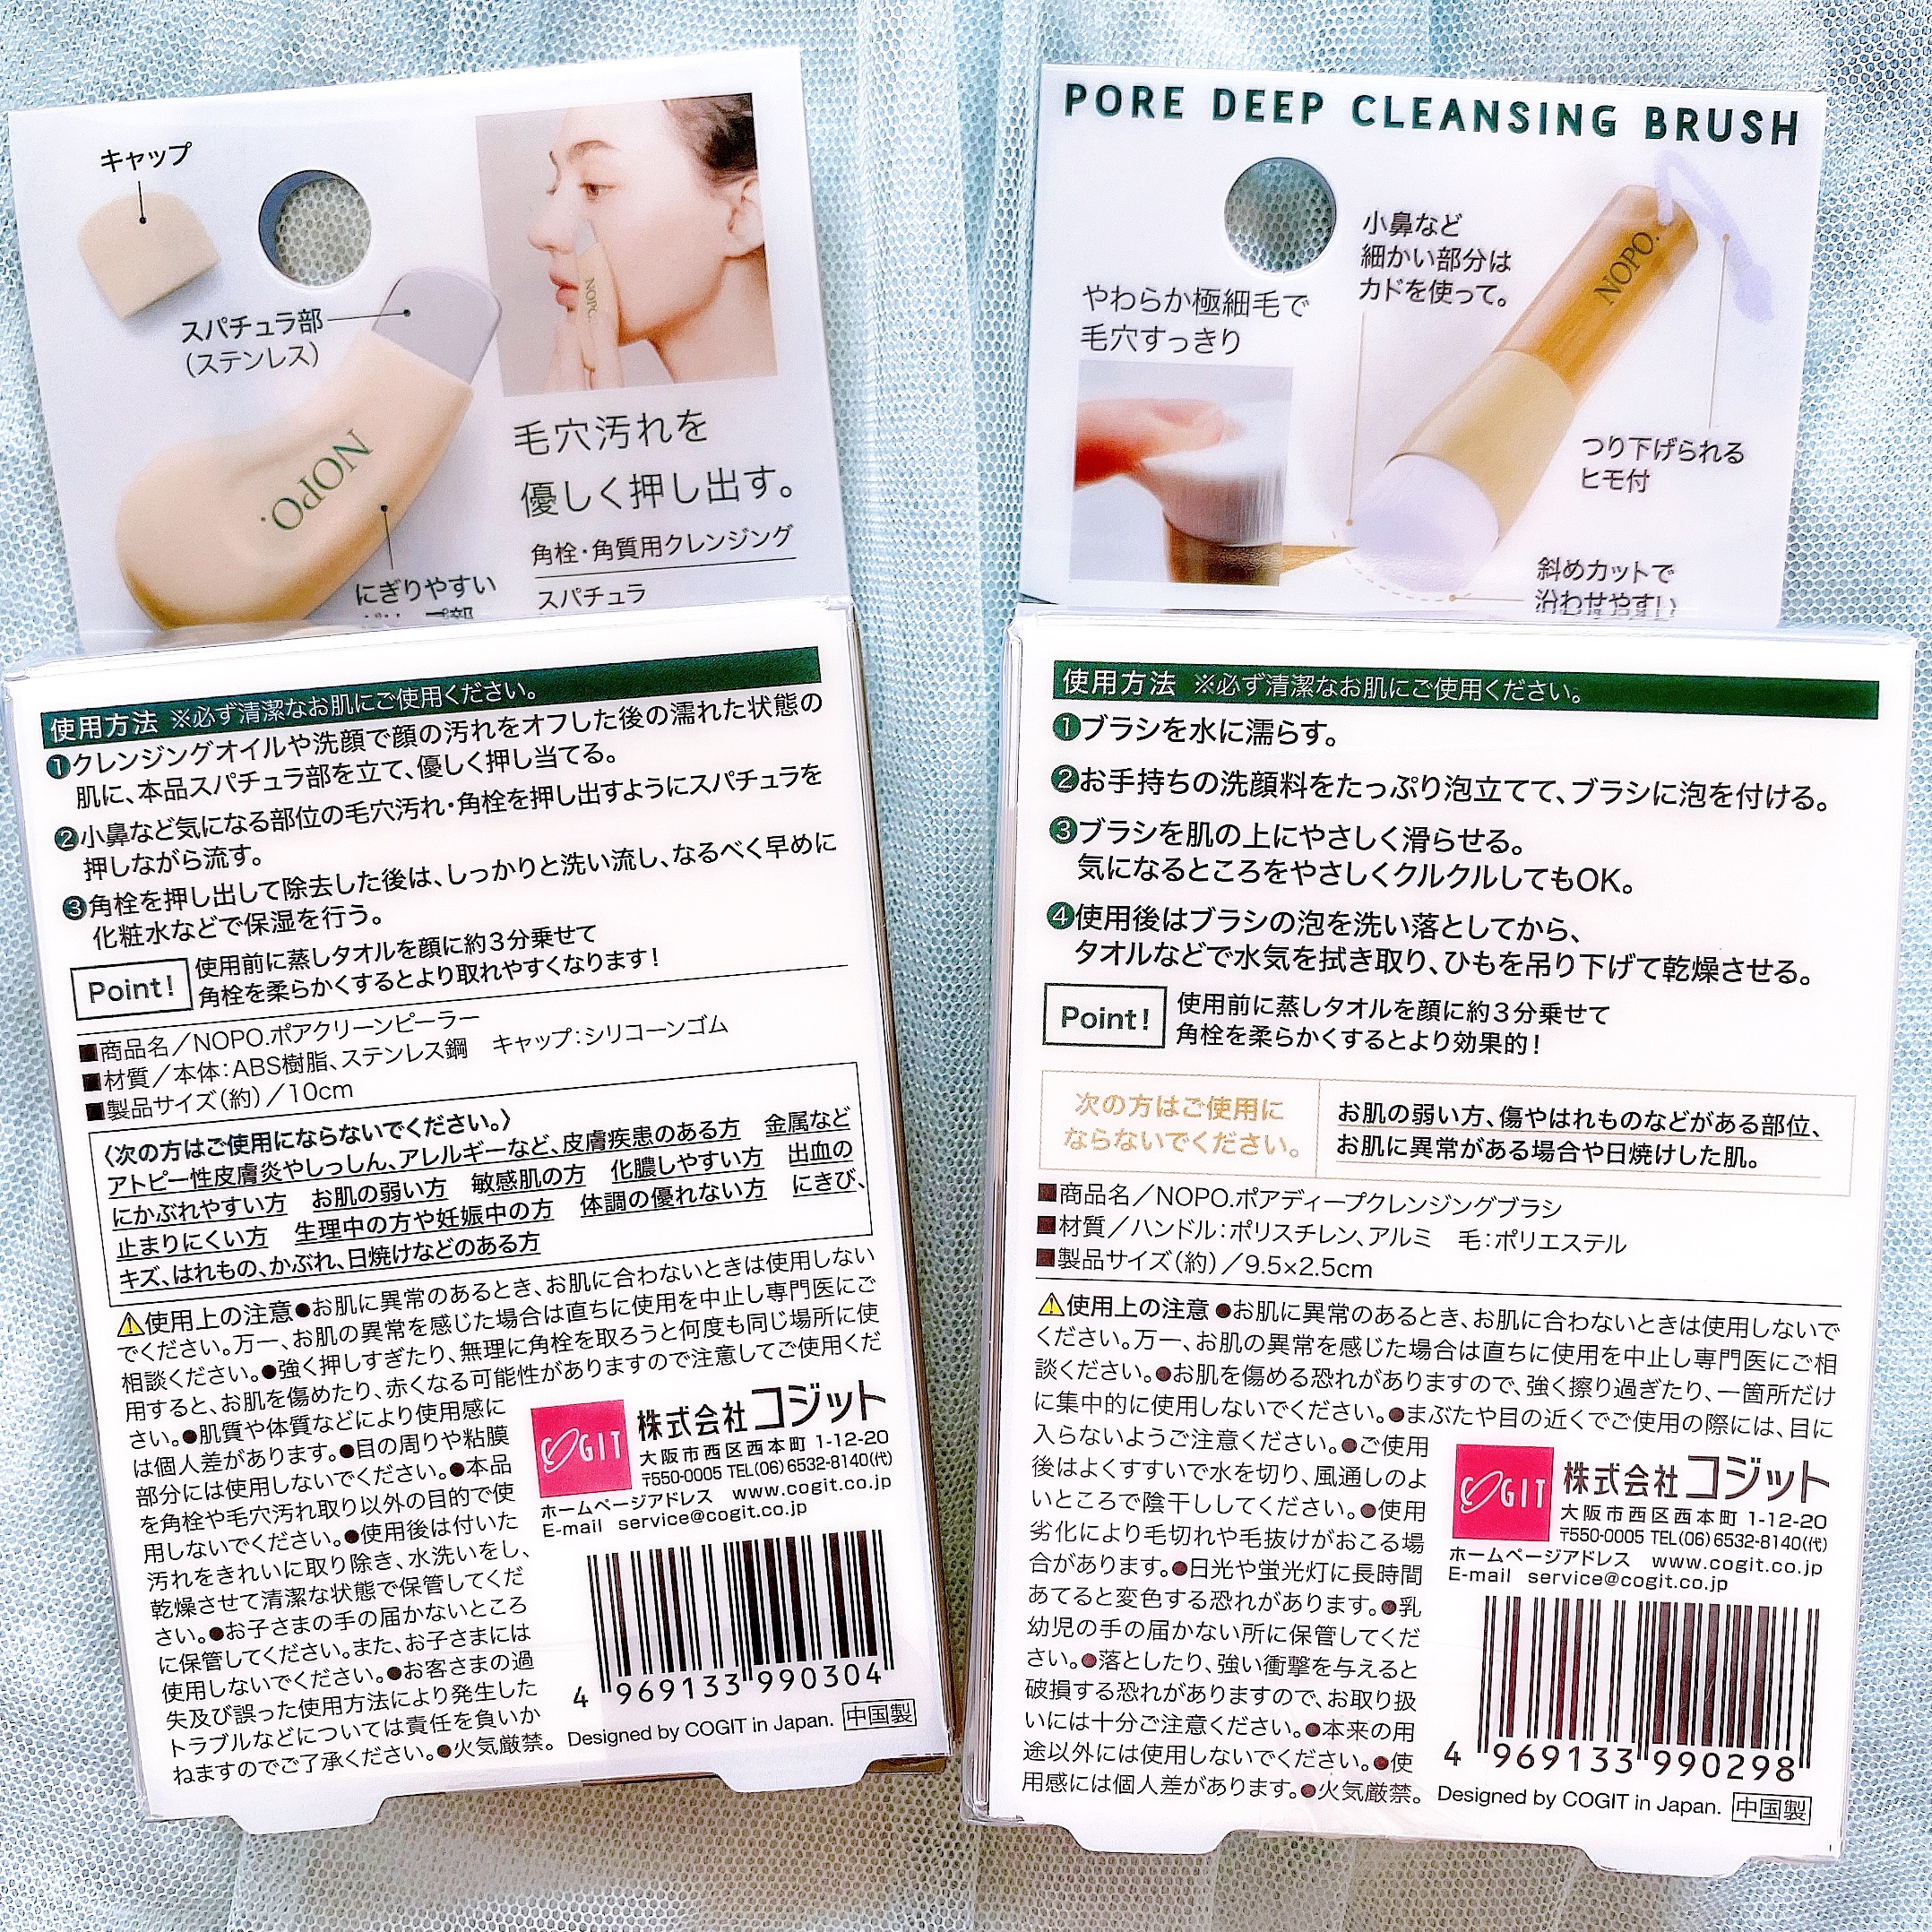 キャップ
スパチュラ部
(ステンレス)
NOPO.
NOPO.
毛穴汚れを
優しく押し出す。
角栓・角質用クレンジング
スパチュラ
にぎりやすい
使用方法 ※必ず清潔なお肌にご使用ください。
❶クレンジングオイルや洗顔で顔の汚れをオフした後の濡れた状態の
肌に、本品スパチュラ部を立て、優しく押し当てる。
❷小鼻など気になる部位の毛穴汚れ・角栓を押し出すようにスパチュラを
押しながら流す。
❸角栓を押し出して除去した後は、しっかりと洗い流し、なるべく早めに
化粧水などで保湿を行う。
Point! 使用前に蒸しタオルを顔に約3分乗せて
角栓を柔らかくするとより取れやすくなります!
■商品名/NOPO.ポアクリーンピーラー
■材質/本体:ABS樹脂、ステンレス鋼 キャップ:シリコーンゴム
■製品サイズ(約)/10cm
〈次の方はご使用にならないでください。〉
アトピー性皮膚炎やしっしん、アレルギーなど、皮膚疾患のある方 金属など
にかぶれやすい方 お肌の弱い方 敏感肌の方 化膿しやすい方 出血の
止まりにくい方 生理中の方や妊娠中の方 体調の優れない方 にきび、
キズ、はれもの、かぶれ、日焼けなどのある方
⚠使用上の注意●お肌に異常のあるとき、お肌に合わないときは使用しない
でください。万一、お肌の異常を感じた場合は直ちに使用を中止し専門医にご
相談ください。●強く押しすぎたり、無理に角栓を取ろうと何度も同じ場所に使
用すると、お肌を傷めたり、赤くなる可能性がありますので注意してご使用くだ
さい。●肌質や体質などにより使用感に
は個人差があります。●目の周りや粘膜
部分には使用しないでください。●本品
を角栓や毛穴汚れ取り以外の目的で使
用しないでください。●使用後は付いた
汚れをきれいに取り除き、水洗いをし、
乾燥させて清潔な状態で保管してくだ
さい。●お子さまの手の届かないところ
に保管してください。また、お子さまには
使用しないでください。●お客さまの過
失及び誤った使用方法により発生した
トラブルなどについては責任を負いか
ねますのでご了承ください。●火気厳禁。
COGIT
株式会社コジット
大阪市西区西本町 1-12-20
〒550-0005 TEL(06)6532-8140(代)
ホームページアドレス www.cogit.co.jp
E-mail service@cogit.co.jp
4 969133 990304
Designed by COGIT in Japan. 中国製
PORE DEEP CLEANSING BRUSH
小鼻など
細かい部分は
カドを使って。
NOPO.
やわらか極細毛で
毛穴すっきり
つり下げられる
ヒモ付
斜めカットで
沿わせやすい
使用方法 ※必ず清潔なお肌にご使用ください。
❶ブラシを水に濡らす。
❷お手持ちの洗顔料をたっぷり泡立てて、ブラシに泡を付ける。
❸ブラシを肌の上にやさしく滑らせる。
気になるところをやさしくクルクルしてもOK。
❹使用後はブラシの泡を洗い落としてから、
タオルなどで水気を拭き取り、ひもを吊り下げて乾燥させる。
Point! 使用前に蒸しタオルを顔に約3分乗せて
角栓を柔らかくするとより効果的!
次の方はご使用に
ならないでください。
お肌の弱い方、傷やはれものなどがある部位、
お肌に異常がある場合や日焼けした肌。
■商品名/NOPO.ポアディープクレンジングブラシ
■材質/ハンドル:ポリスチレン、アルミ 毛:ポリエステル
■製品サイズ(約)/9.5×2.5cm
⚠使用上の注意●お肌に異常のあるとき、お肌に合わないときは使用しないで
ください。万一、お肌の異常を感じた場合は直ちに使用を中止し専門医にご相
談ください。●お肌を傷める恐れがありますので、強く擦り過ぎたり、一箇所だけ
に集中的に使用しないでください。●まぶたや目の近くでご使用の際には、目に
入らないようご注意ください。●ご使用
後はよくすすいで水を切り、風通しのよ
いところで陰干ししてください。●使用
劣化により毛切れや毛抜けがおこる場
合があります。●日光や蛍光灯に長時間
あてると変色する恐れがあります。●乳
幼児の手の届かない所に保管してくだ
さい。●落としたり、強い衝撃を与えると
破損する恐れがありますので、お取り扱
いには十分ご注意ください。●本来の用
途以外には使用しないでください。●使
用感には個人差があります。●火気厳禁。
COGIT
株式会社コジット
大阪市西区西本町 1-12-20
〒550-0005 TEL(06)6532-8140(代)
ホームページアドレス www.cogit.co.jp
E-mail service@cogit.co.jp
4 969133 990298
Designed by COGIT in Japan. 中国製